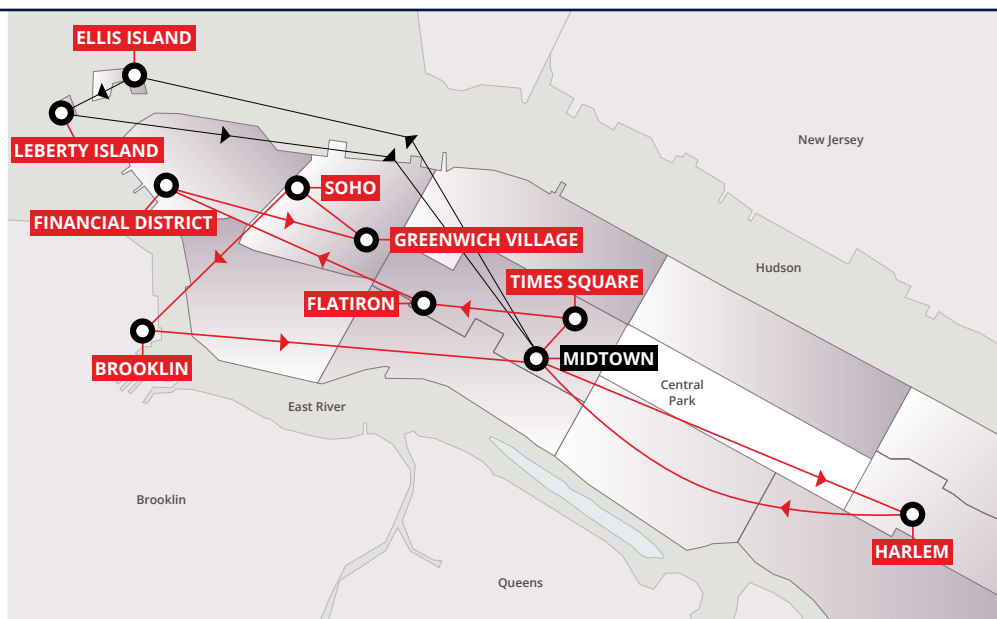 ELLIS ISLAND
New Jersey
LEBERTY ISLAND
SOHO
FINANCIAL DISTRICT
GREENWICH VILLAGE
Hudson
TIMES SQUARE
FLATIRON
MIDTOWN
BROOKLIN
Central
Park
East River
Brooklin
HARLEM
Queens